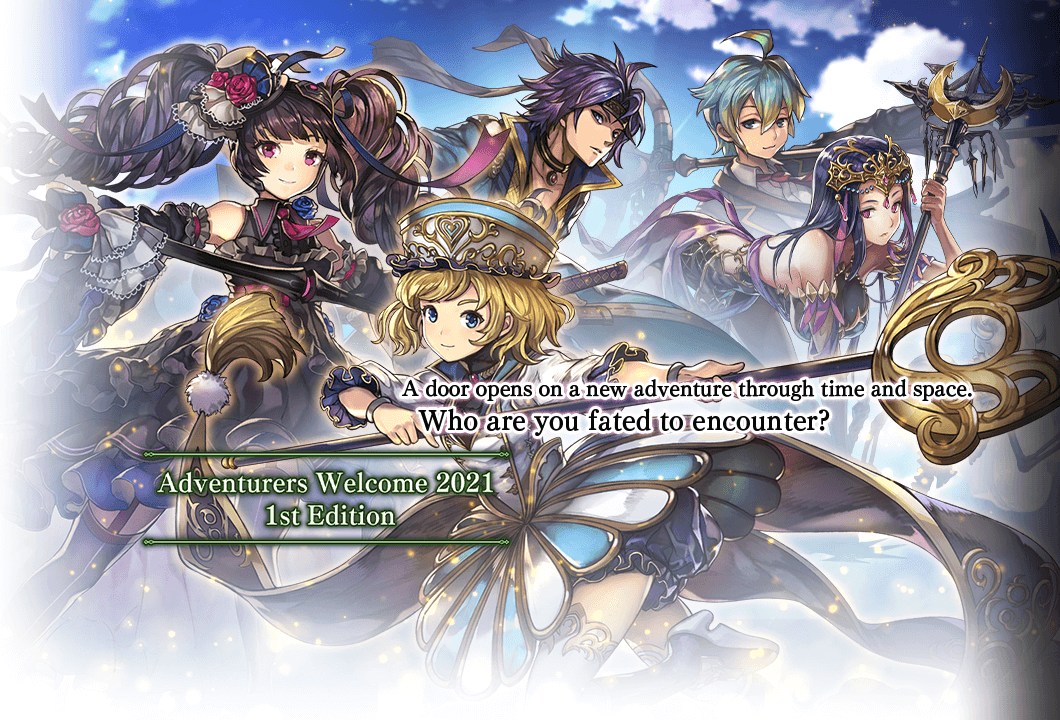 A door opens on a new adventure through time and space.
Who are you fated to encounter?
Adventurers Welcome 2021
1st Edition